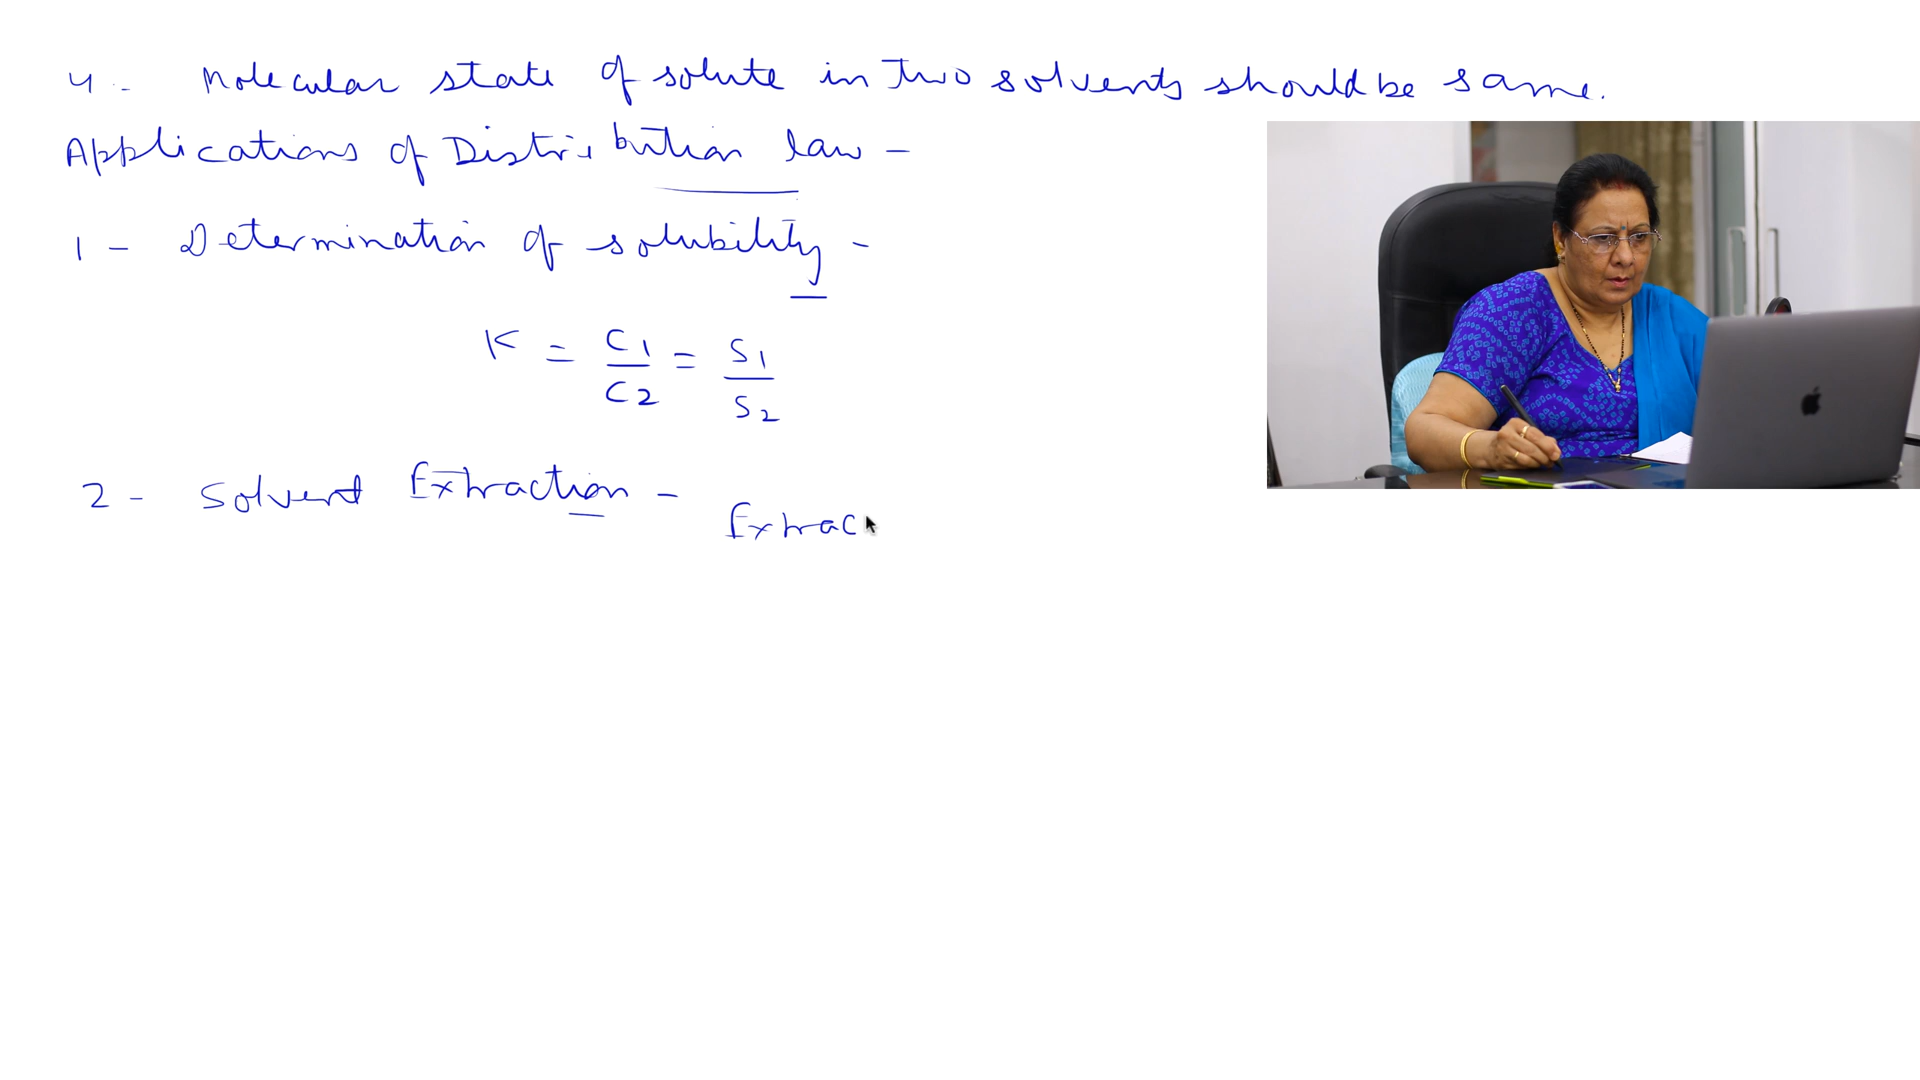 4. Molecular state of solute in Two solvents should be same.
Applications of Distribution law -
1 - Determination of solubility -
K = C1/C2 = S1/S2
2 - Solvent Extraction -
Extrac